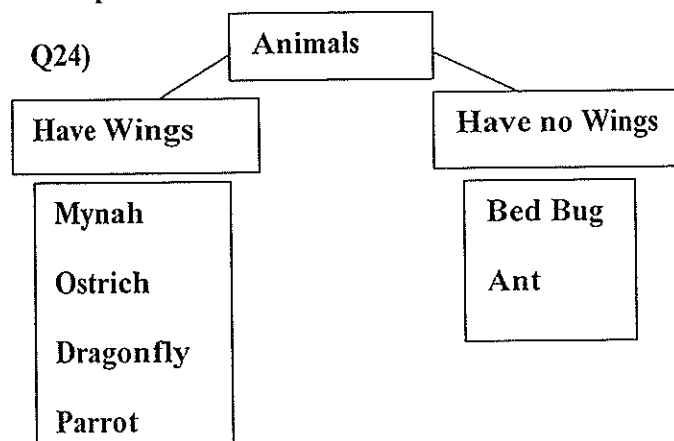 Q24)
Animals
Have Wings
Have no Wings
Mynah
Ostrich
Dragonfly
Parrot
Bed Bug
Ant